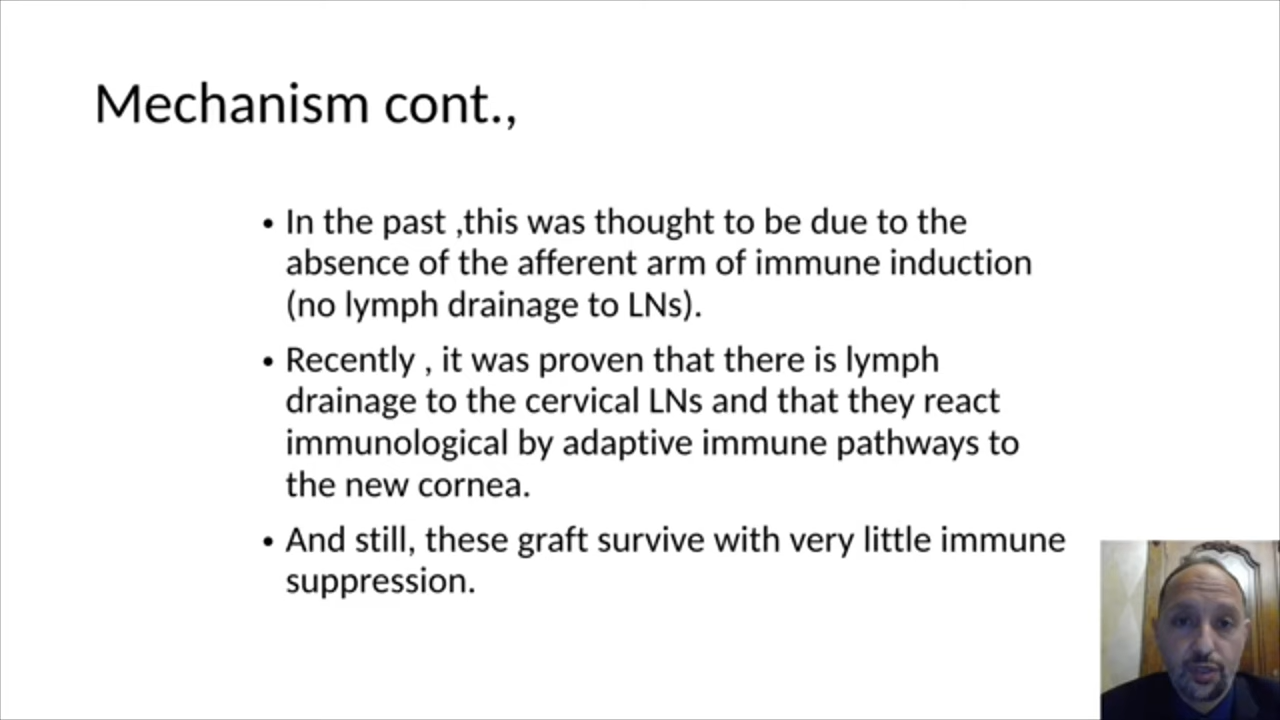 Mechanism cont.,
• In the past ,this was thought to be due to the
absence of the afferent arm of immune induction
(no lymph drainage to LNs).
• Recently , it was proven that there is lymph
drainage to the cervical LNs and that they react
immunological by adaptive immune pathways to
the new cornea.
• And still, these graft survive with very little immune
suppression.